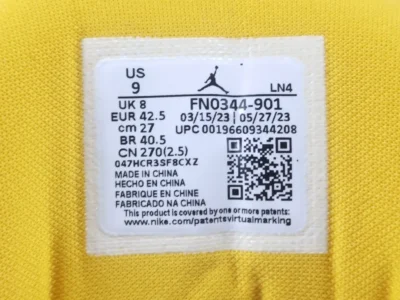 US
9
LN4
UK 8
FN0344-901
EUR 42.5
03/15/23 | 05/27/23
cm 27
UPC 00196609344208
BR 40.5
CN 270(2.5)
047HCR3SF8CXZ
MADE IN CHINA
HECHO EN CHINA
FABRIQUE EN CHINE
FABRICADO NA CHINA
This product is covered by one or more patents:
www.nike.com/patentsvirtualmarking